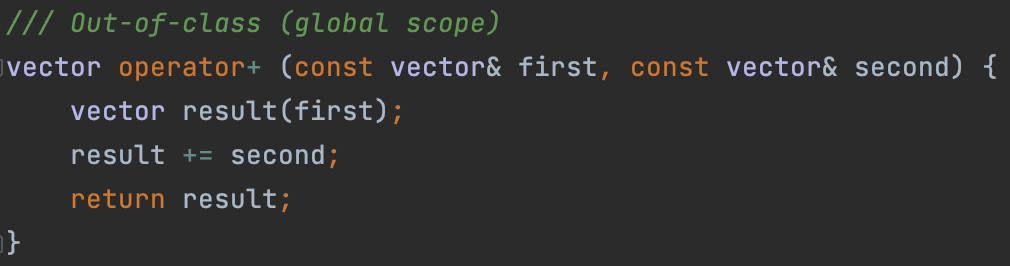 /// Out-of-class (global scope)
vector operator+ (const vector& first, const vector& second) {
    vector result(first);
    result += second;
    return result;
}